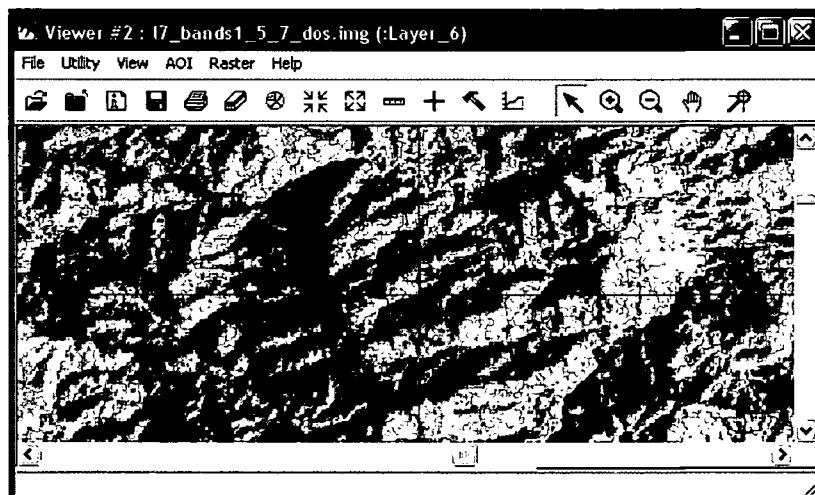 Viewer #2 : l7_bands1_5_7_dos.img (:Layer_6)
File Utility View AOI Raster Help